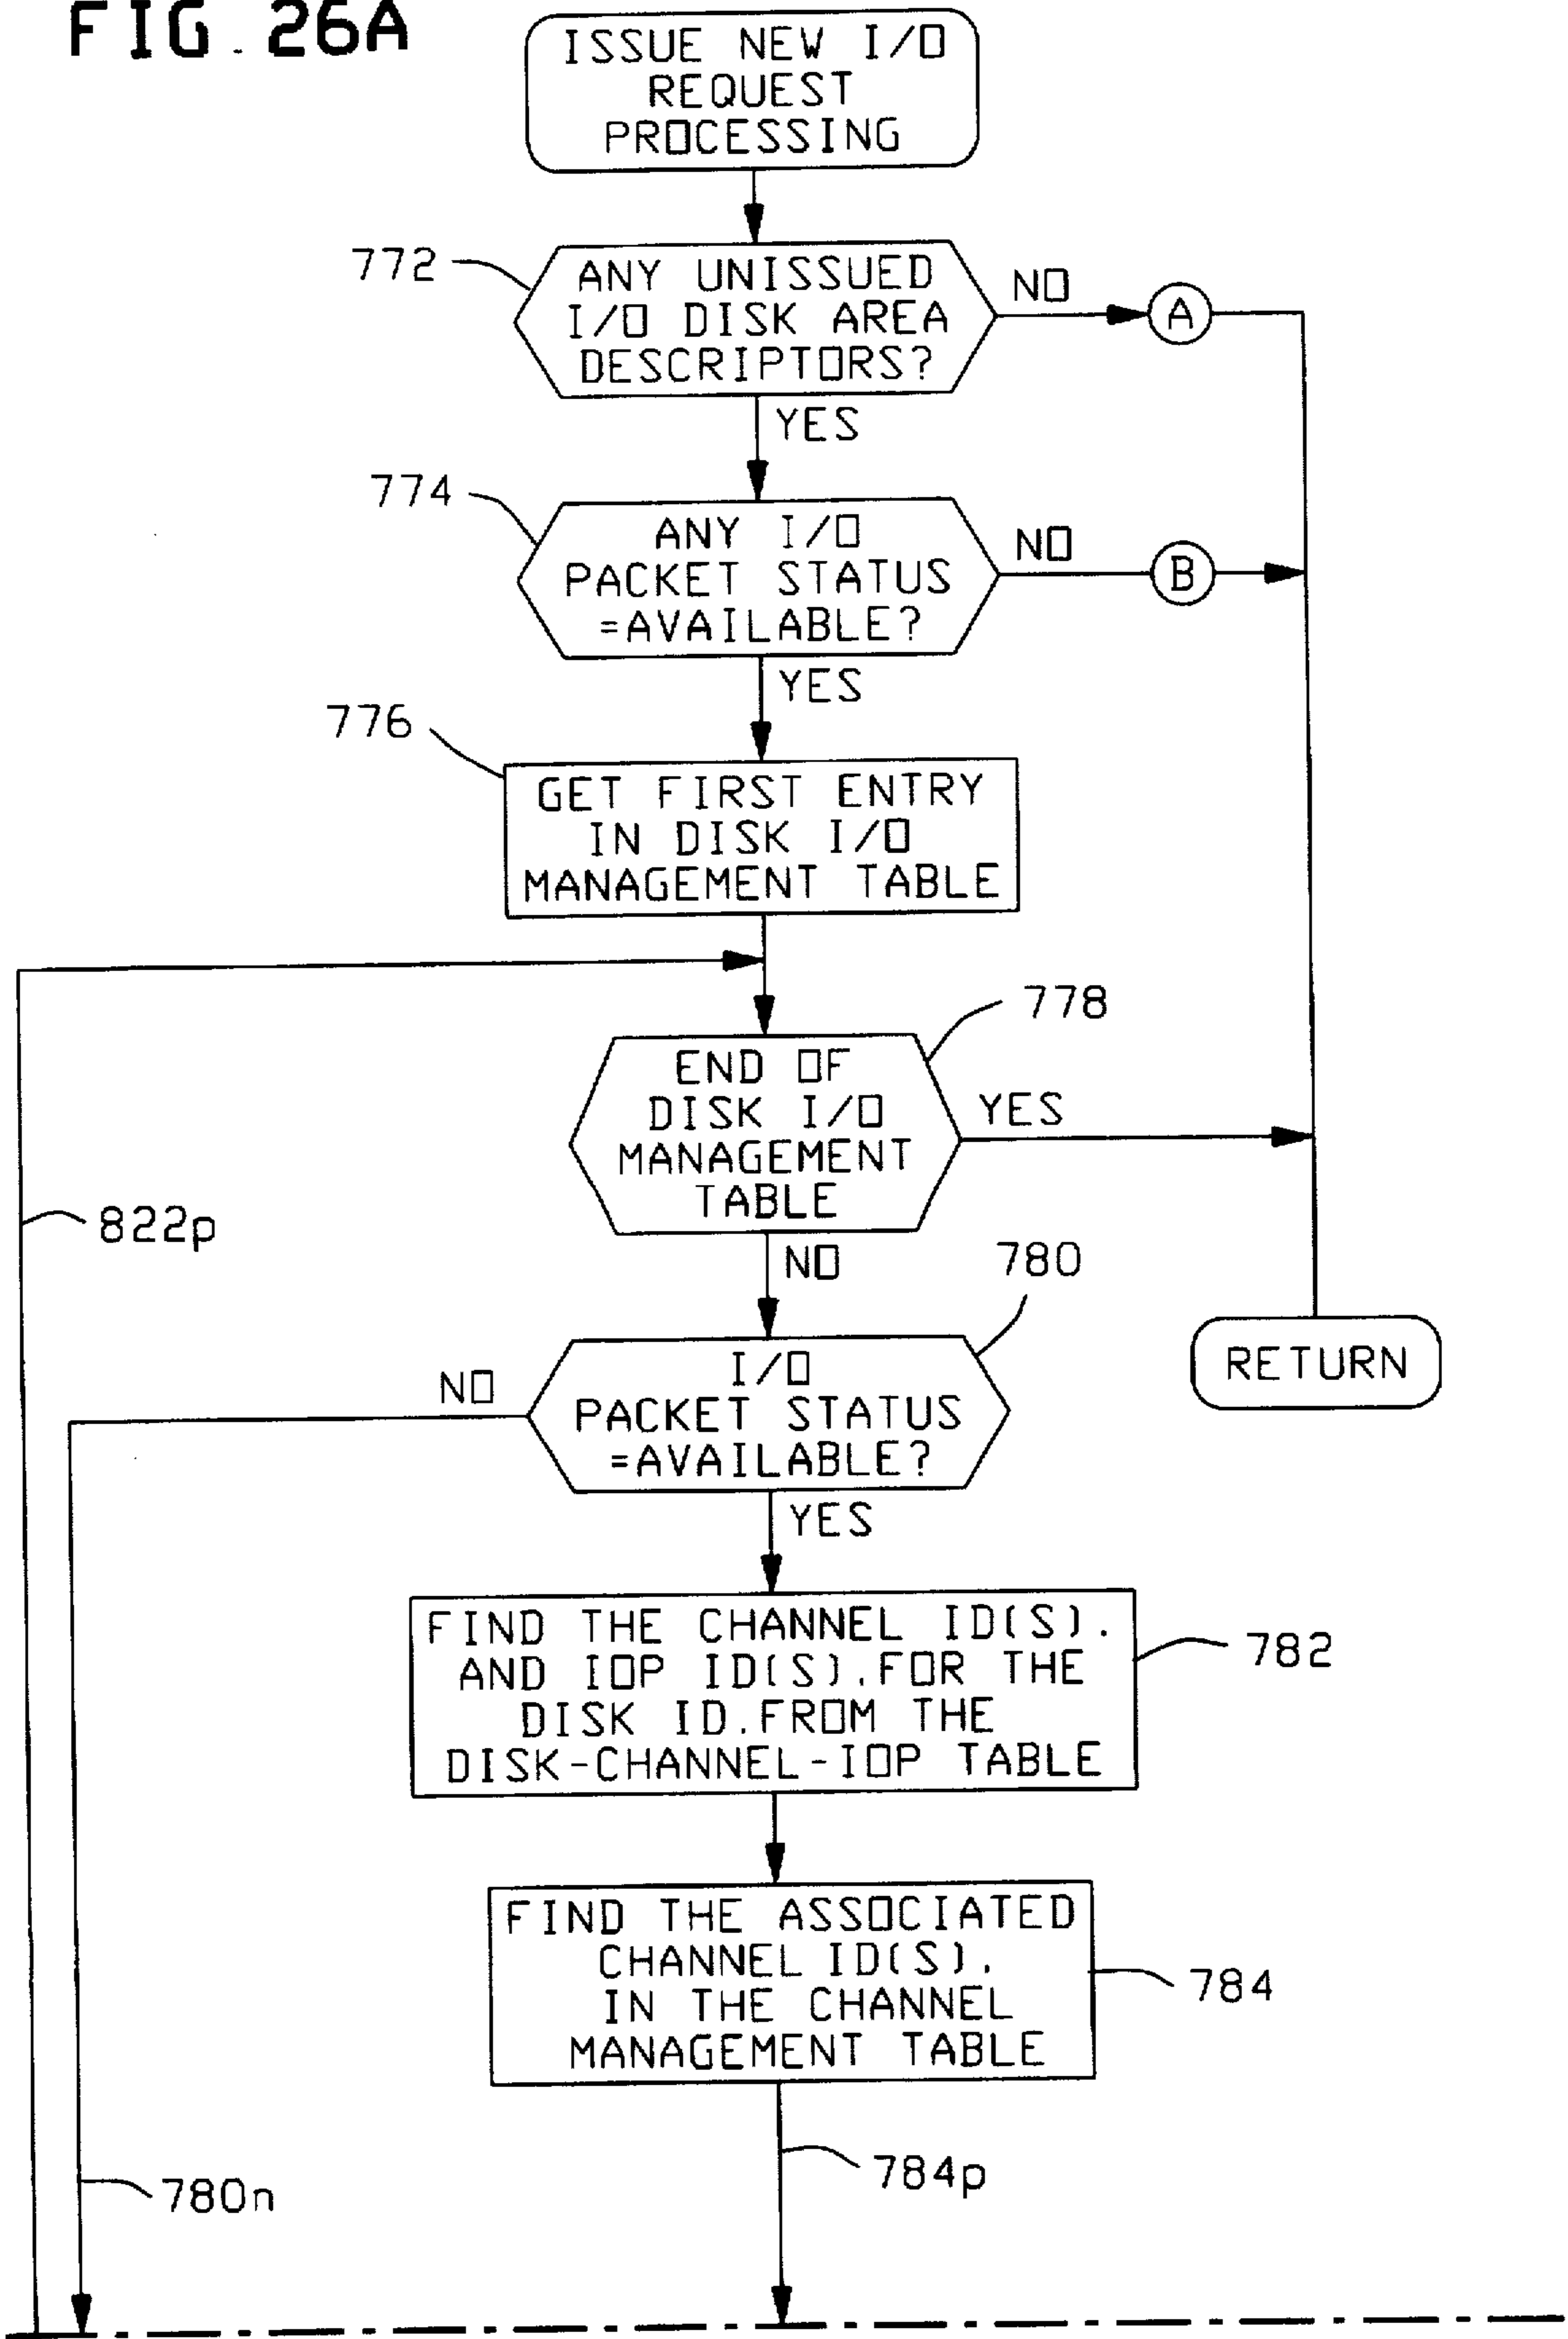 FIG. 26A
ISSUE NEW I/O
REQUEST
PROCESSING
772
ANY UNISSUED
I/O DISK AREA
DESCRIPTORS?
NO
A
YES
774
ANY I/O
PACKET STATUS
=AVAILABLE?
NO
B
YES
776
GET FIRST ENTRY
IN DISK I/O
MANAGEMENT TABLE
778
END OF
DISK I/O
MANAGEMENT
TABLE
YES
822p
NO
780
RETURN
NO
I/O
PACKET STATUS
=AVAILABLE?
YES
FIND THE CHANNEL ID(S).
AND IOP ID(S).FOR THE
DISK ID.FROM THE
DISK-CHANNEL-IOP TABLE
782
FIND THE ASSOCIATED
CHANNEL ID(S).
IN THE CHANNEL
MANAGEMENT TABLE
784
784p
780n